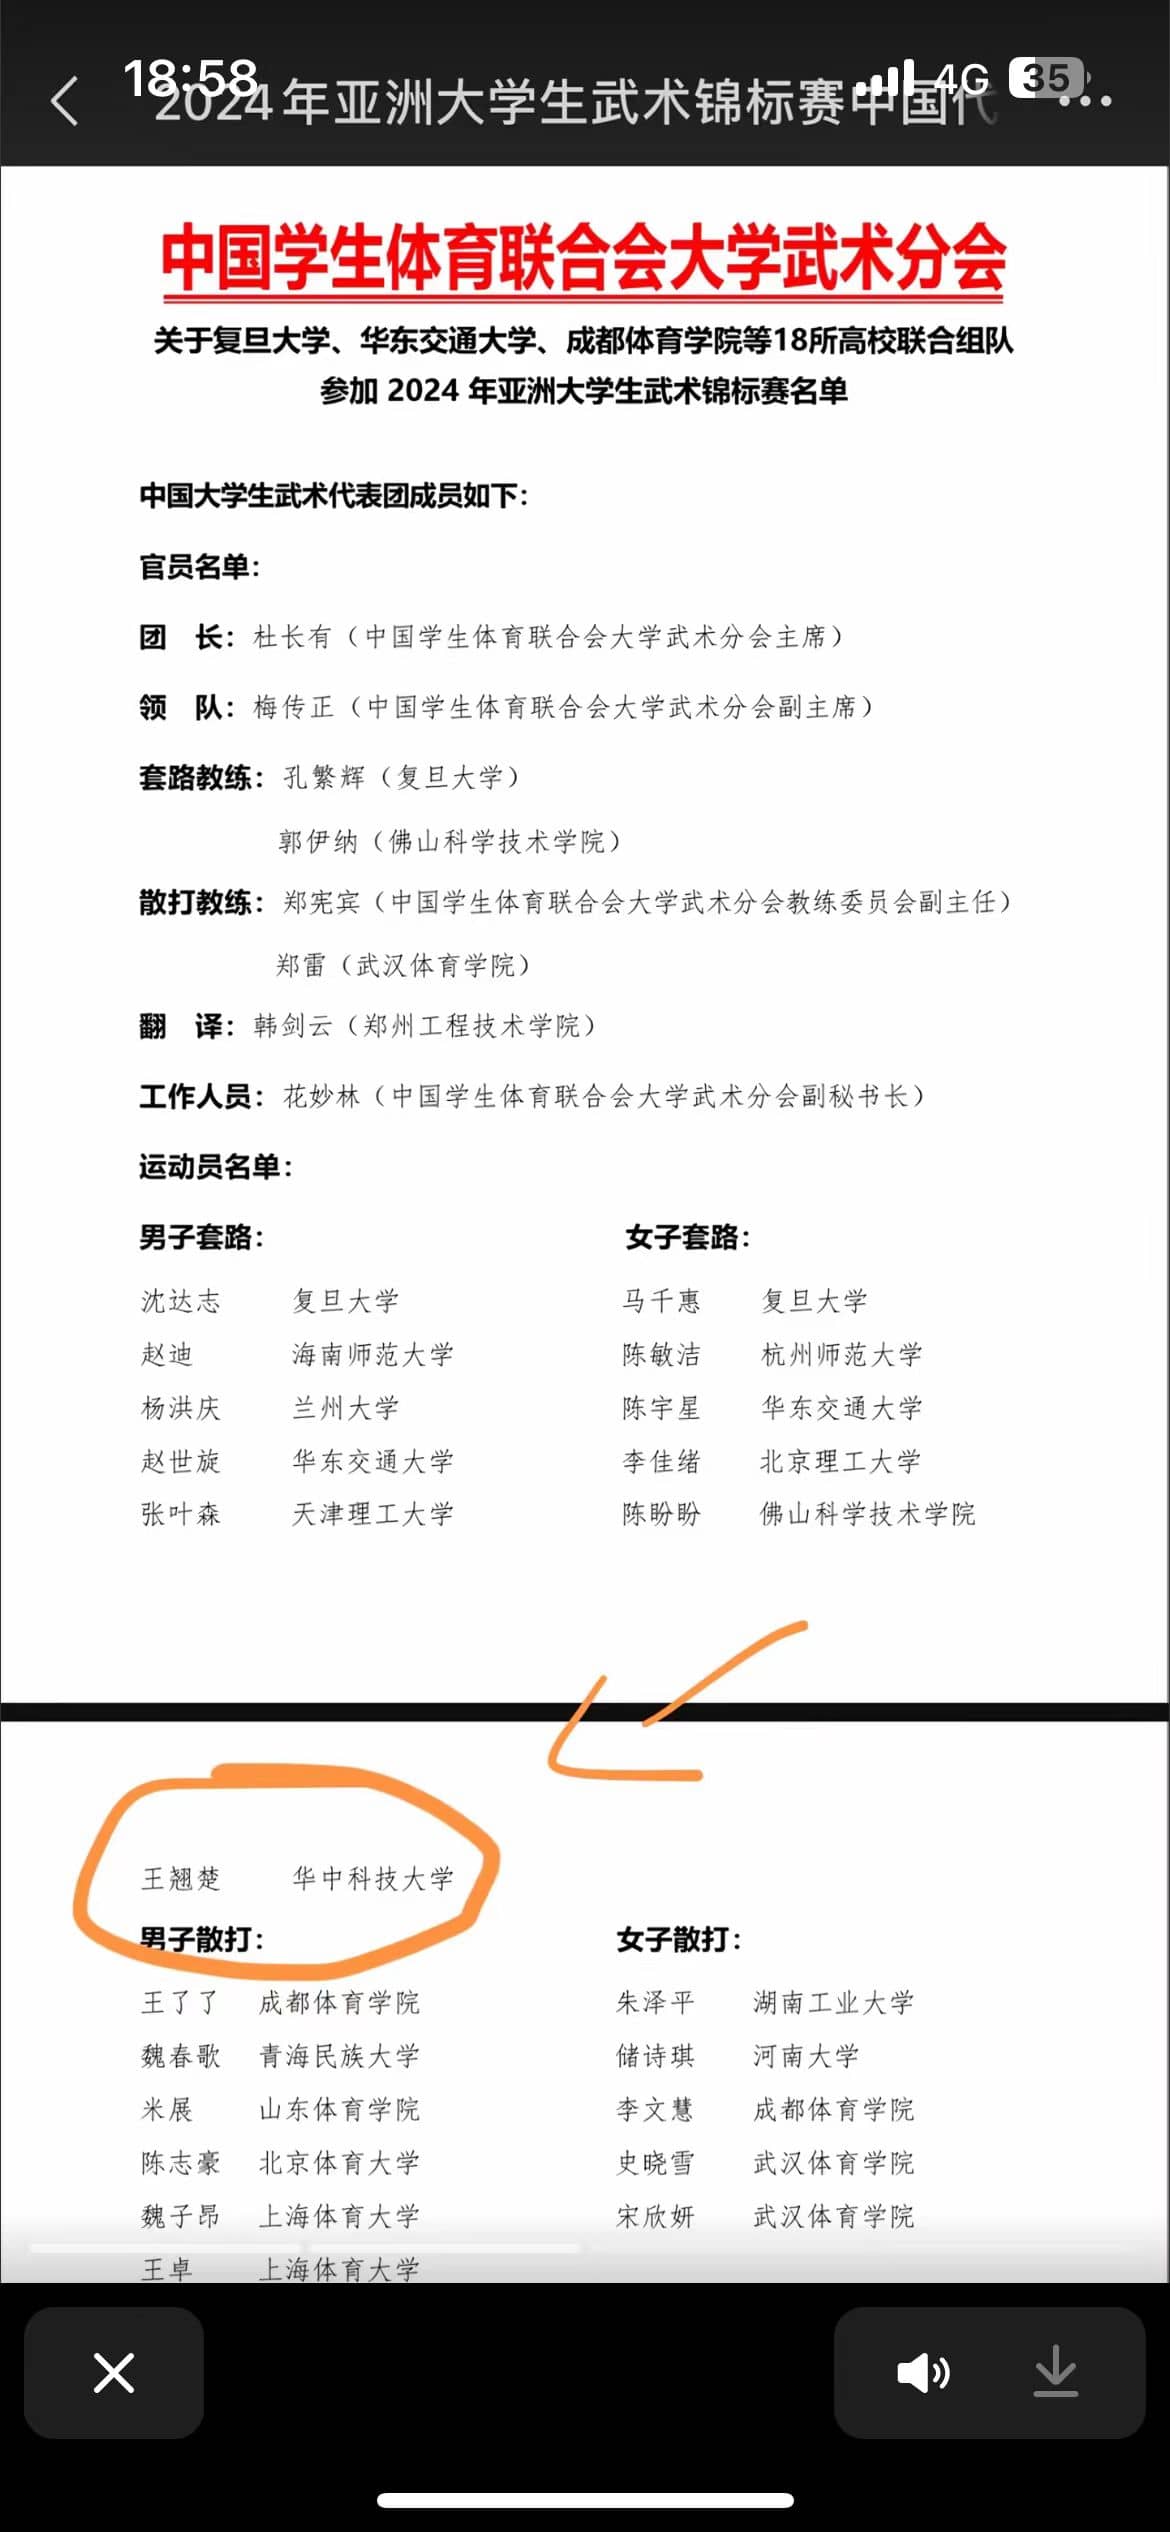 18:58
4G 35
2024年亚洲大学生武术锦标赛中国代
中国学生体育联合会大学武术分会
关于复旦大学、华东交通大学、成都体育学院等18所高校联合组队
参加 2024 年亚洲大学生武术锦标赛名单
中国大学生武术代表团成员如下：
官员名单：
团 长：杜长有（中国学生体育联合会大学武术分会主席）
领 队：梅传正（中国学生体育联合会大学武术分会副主席）
套路教练：孔繁辉（复旦大学）
郭伊纳（佛山科学技术学院）
散打教练：郑宪宾（中国学生体育联合会大学武术分会教练委员会副主任）
郑雷（武汉体育学院）
翻 译：韩剑云（郑州工程技术学院）
工作人员：花妙林（中国学生体育联合会大学武术分会副秘书长）
运动员名单：
男子套路： 女子套路：
沈达志 复旦大学 马千惠 复旦大学
赵迪 海南师范大学 陈敏洁 杭州师范大学
杨洪庆 兰州大学 陈宇星 华东交通大学
赵世旋 华东交通大学 李佳绪 北京理工大学
张叶森 天津理工大学 陈盼盼 佛山科学技术学院
王翘楚 华中科技大学
男子散打： 女子散打：
王了了 成都体育学院 朱泽平 湖南工业大学
魏春歌 青海民族大学 储诗琪 河南大学
米展 山东体育学院 李文慧 成都体育学院
陈志豪 北京体育大学 史晓雪 武汉体育学院
魏子昂 上海体育大学 宋欣妍 武汉体育学院
王卓 上海体育大学